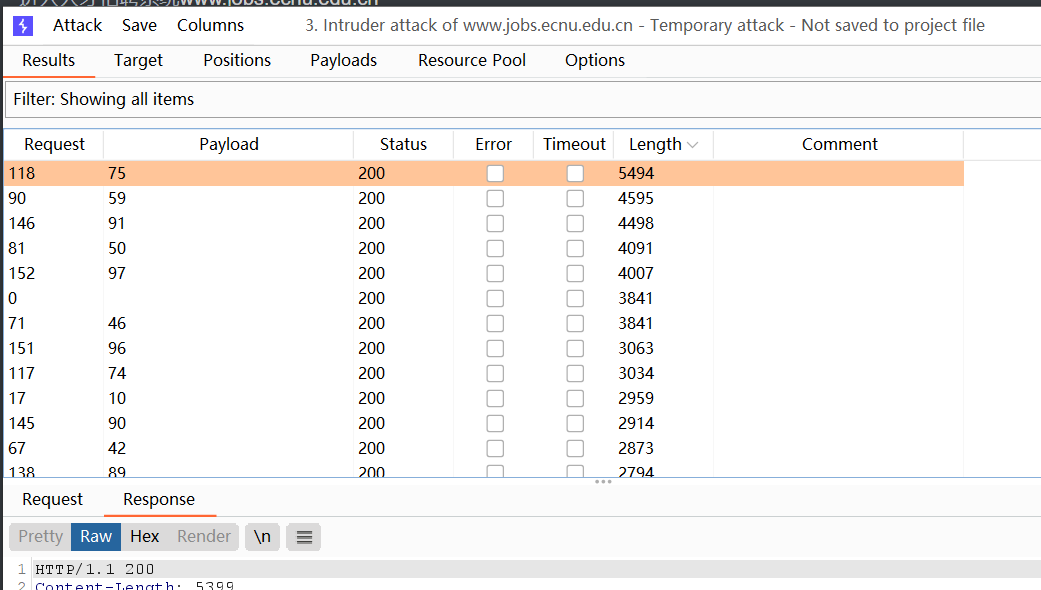 www.jobs.ecnu.edu.cn
Attack Save Columns 3. Intruder attack of www.jobs.ecnu.edu.cn - Temporary attack - Not saved to project file
Results Target Positions Payloads Resource Pool Options
Filter: Showing all items
Request Payload Status Error Timeout Length Comment
118 75 200 5494
90 59 200 4595
146 91 200 4498
81 50 200 4091
152 97 200 4007
0 200 3841
71 46 200 3841
151 96 200 3063
117 74 200 3034
17 10 200 2959
145 90 200 2914
67 42 200 2873
138 89 200 2794
Request Response
Pretty Raw Hex Render \n
1 HTTP/1.1 200
2 Content-Length: 5399